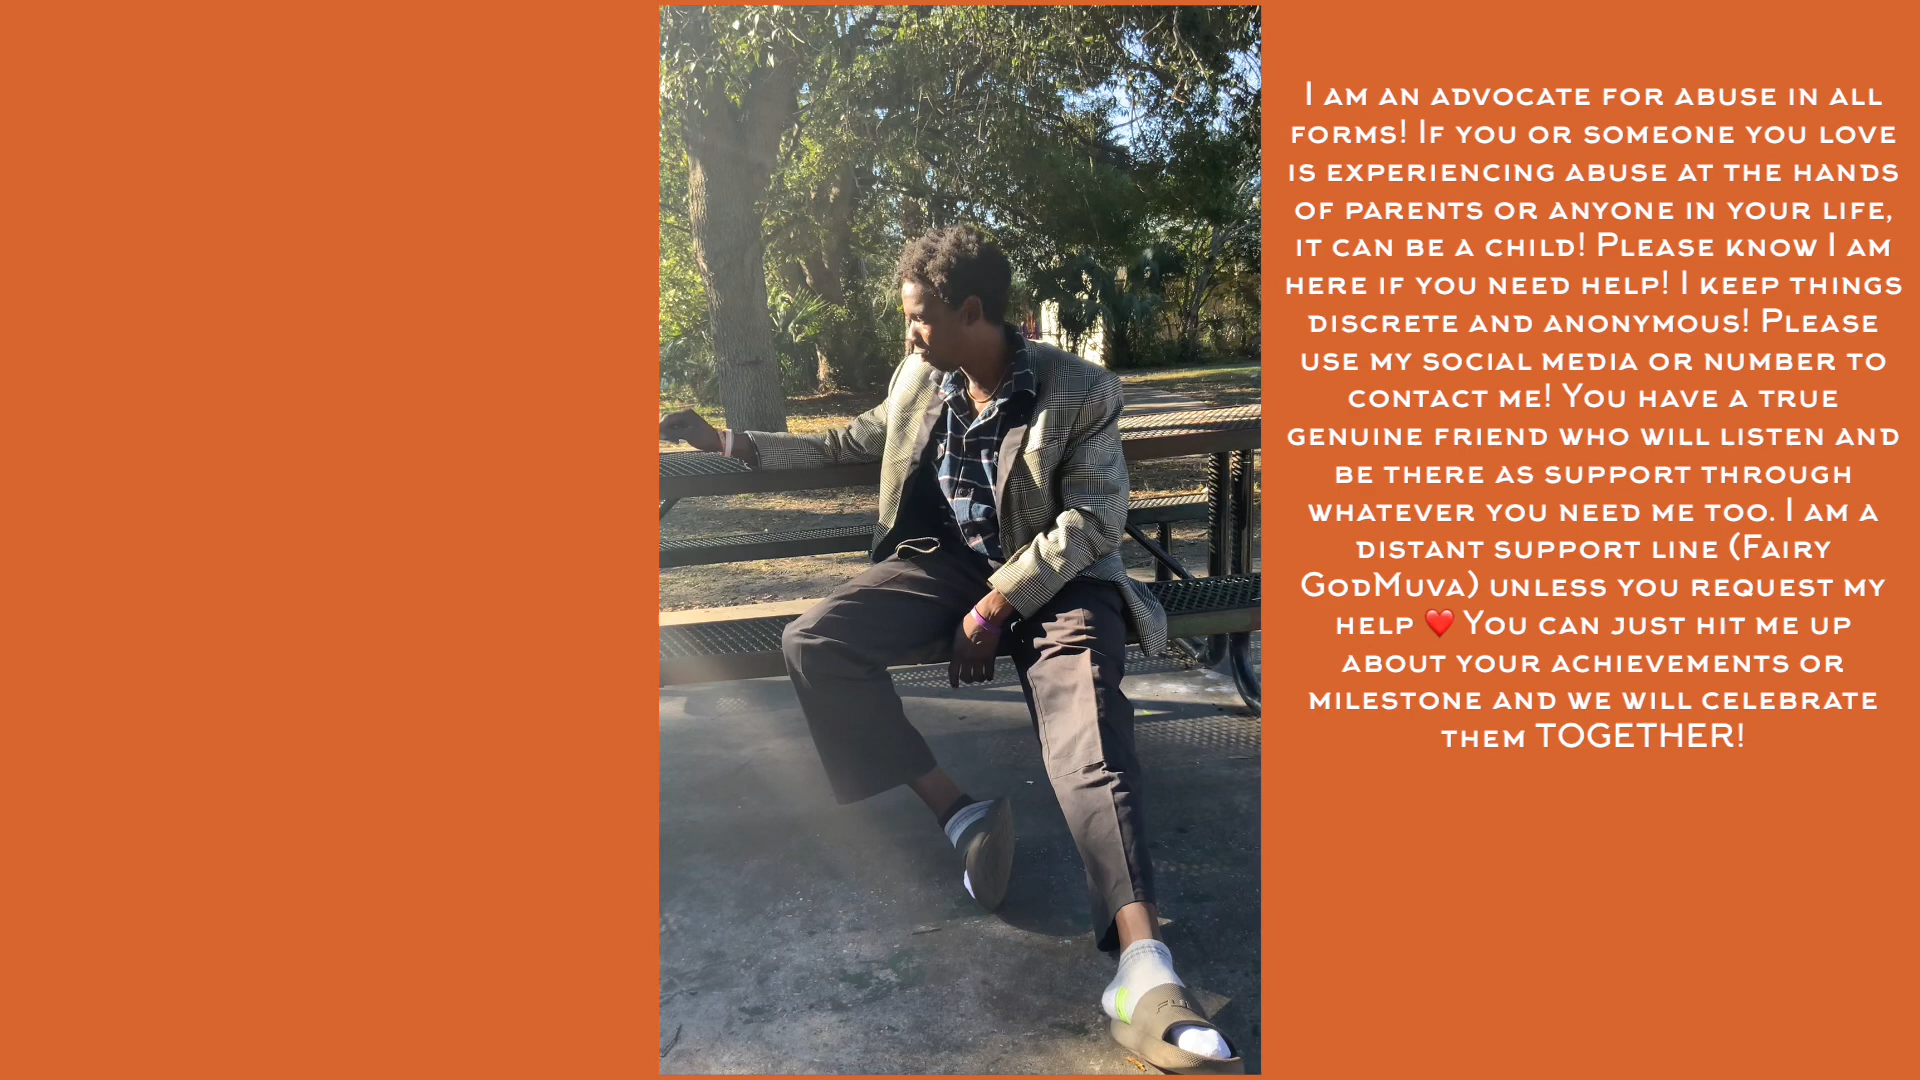 I am an advocate for abuse in all
forms! If you or someone you love
is experiencing abuse at the hands
of parents or anyone in your life,
it can be a child! Please know I am
here if you need help! I keep things
discrete and anonymous! Please
use my social media or number to
contact me! You have a true
genuine friend who will listen and
be there as support through
whatever you need me too. I am a
distant support line (Fairy
GodMuva) unless you request my
help ❤️ You can just hit me up
about your achievements or
milestone and we will celebrate
them TOGETHER!